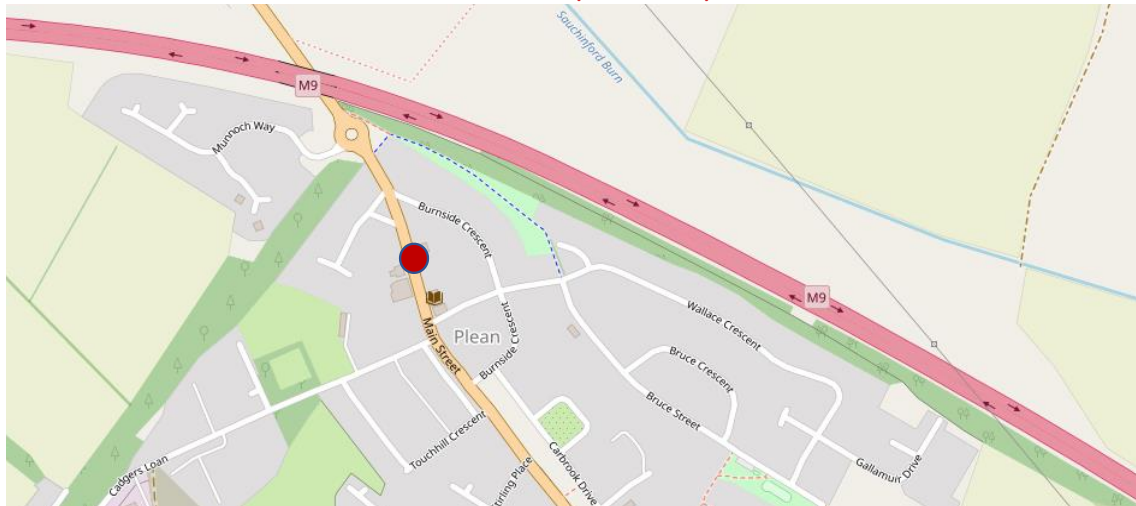 Sauchinford Burn
M9
Munnoch Way
Burnside Crescent
M9
Wallace Crescent
Main Street
Plean
Burnside Crescent
Bruce Crescent
Bruce Street
Touchhill Crescent
Carbrook Drive
Gallamuir Drive
Cadgers Loan
Stirling Place